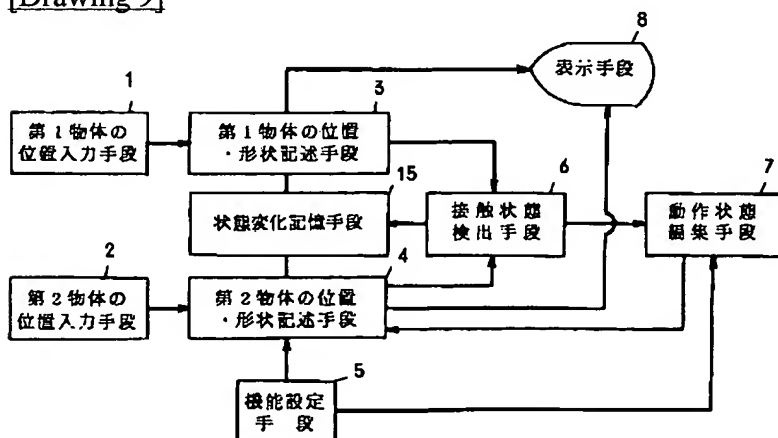 [Drawing 9]
8
表示手段
1
第1物体の
位置入力手段
3
第1物体の位置
・形状記述手段
15
状態変化記憶手段
6
接触状態
検出手段
7
動作状態
編集手段
2
第2物体の
位置入力手段
4
第2物体の位置
・形状記述手段
5
機能設定
手段